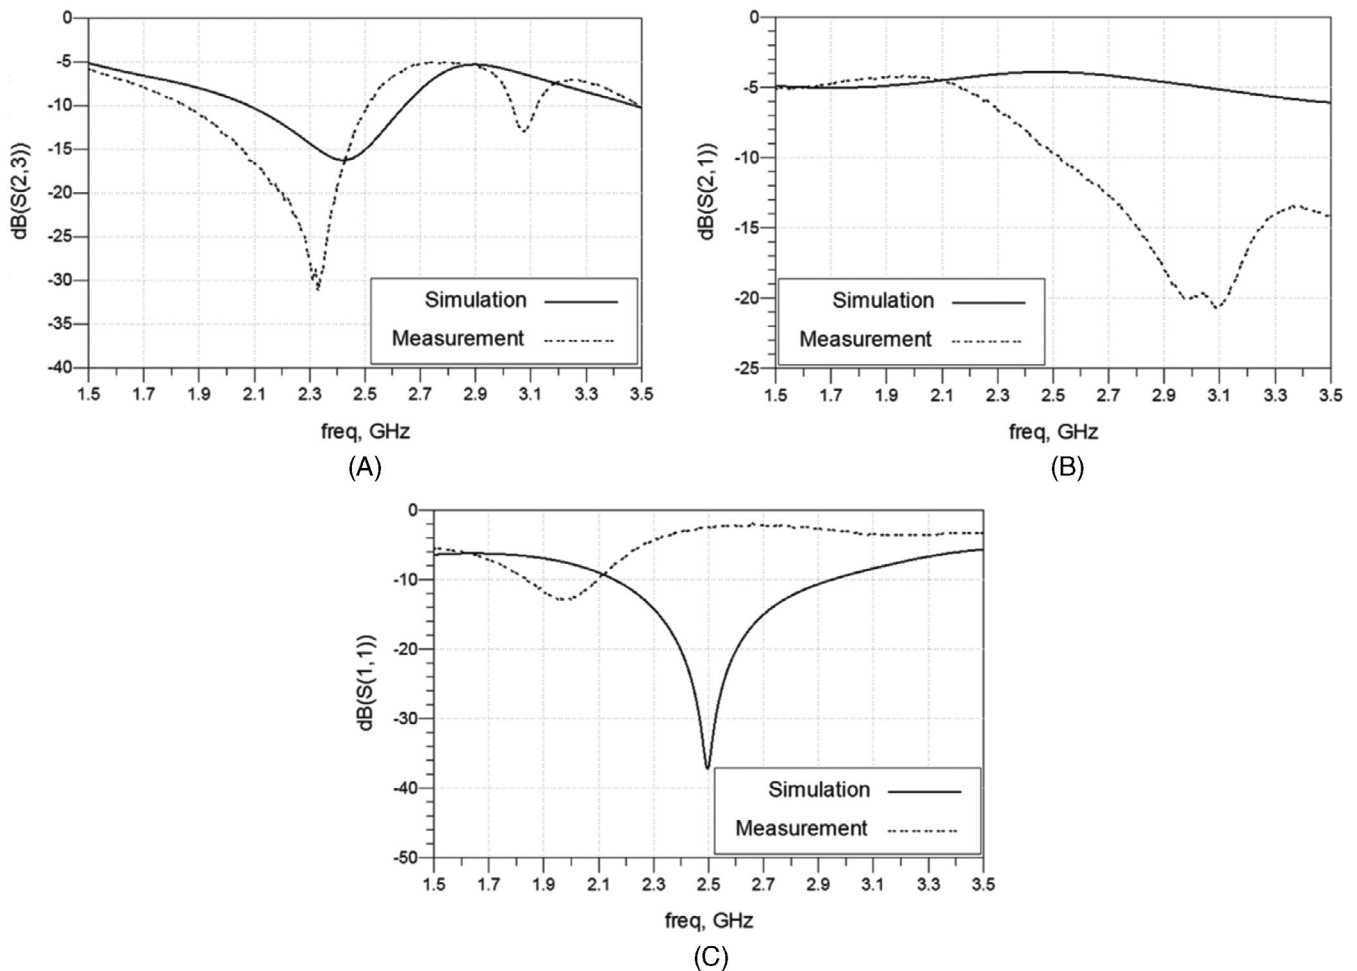 0
-5
-10
-15
-20
-25
-30
-35
-40
dB(S(2,3))
Simulation
Measurement
1.5 1.7 1.9 2.1 2.3 2.5 2.7 2.9 3.1 3.3 3.5
freq, GHz
(A)
0
-5
-10
-15
-20
-25
dB(S(2,1))
Simulation
Measurement
1.5 1.7 1.9 2.1 2.3 2.5 2.7 2.9 3.1 3.3 3.5
freq, GHz
(B)
0
-10
-20
-30
-40
-50
dB(S(1,1))
Simulation
Measurement
1.5 1.7 1.9 2.1 2.3 2.5 2.7 2.9 3.1 3.3 3.5
freq, GHz
(C)